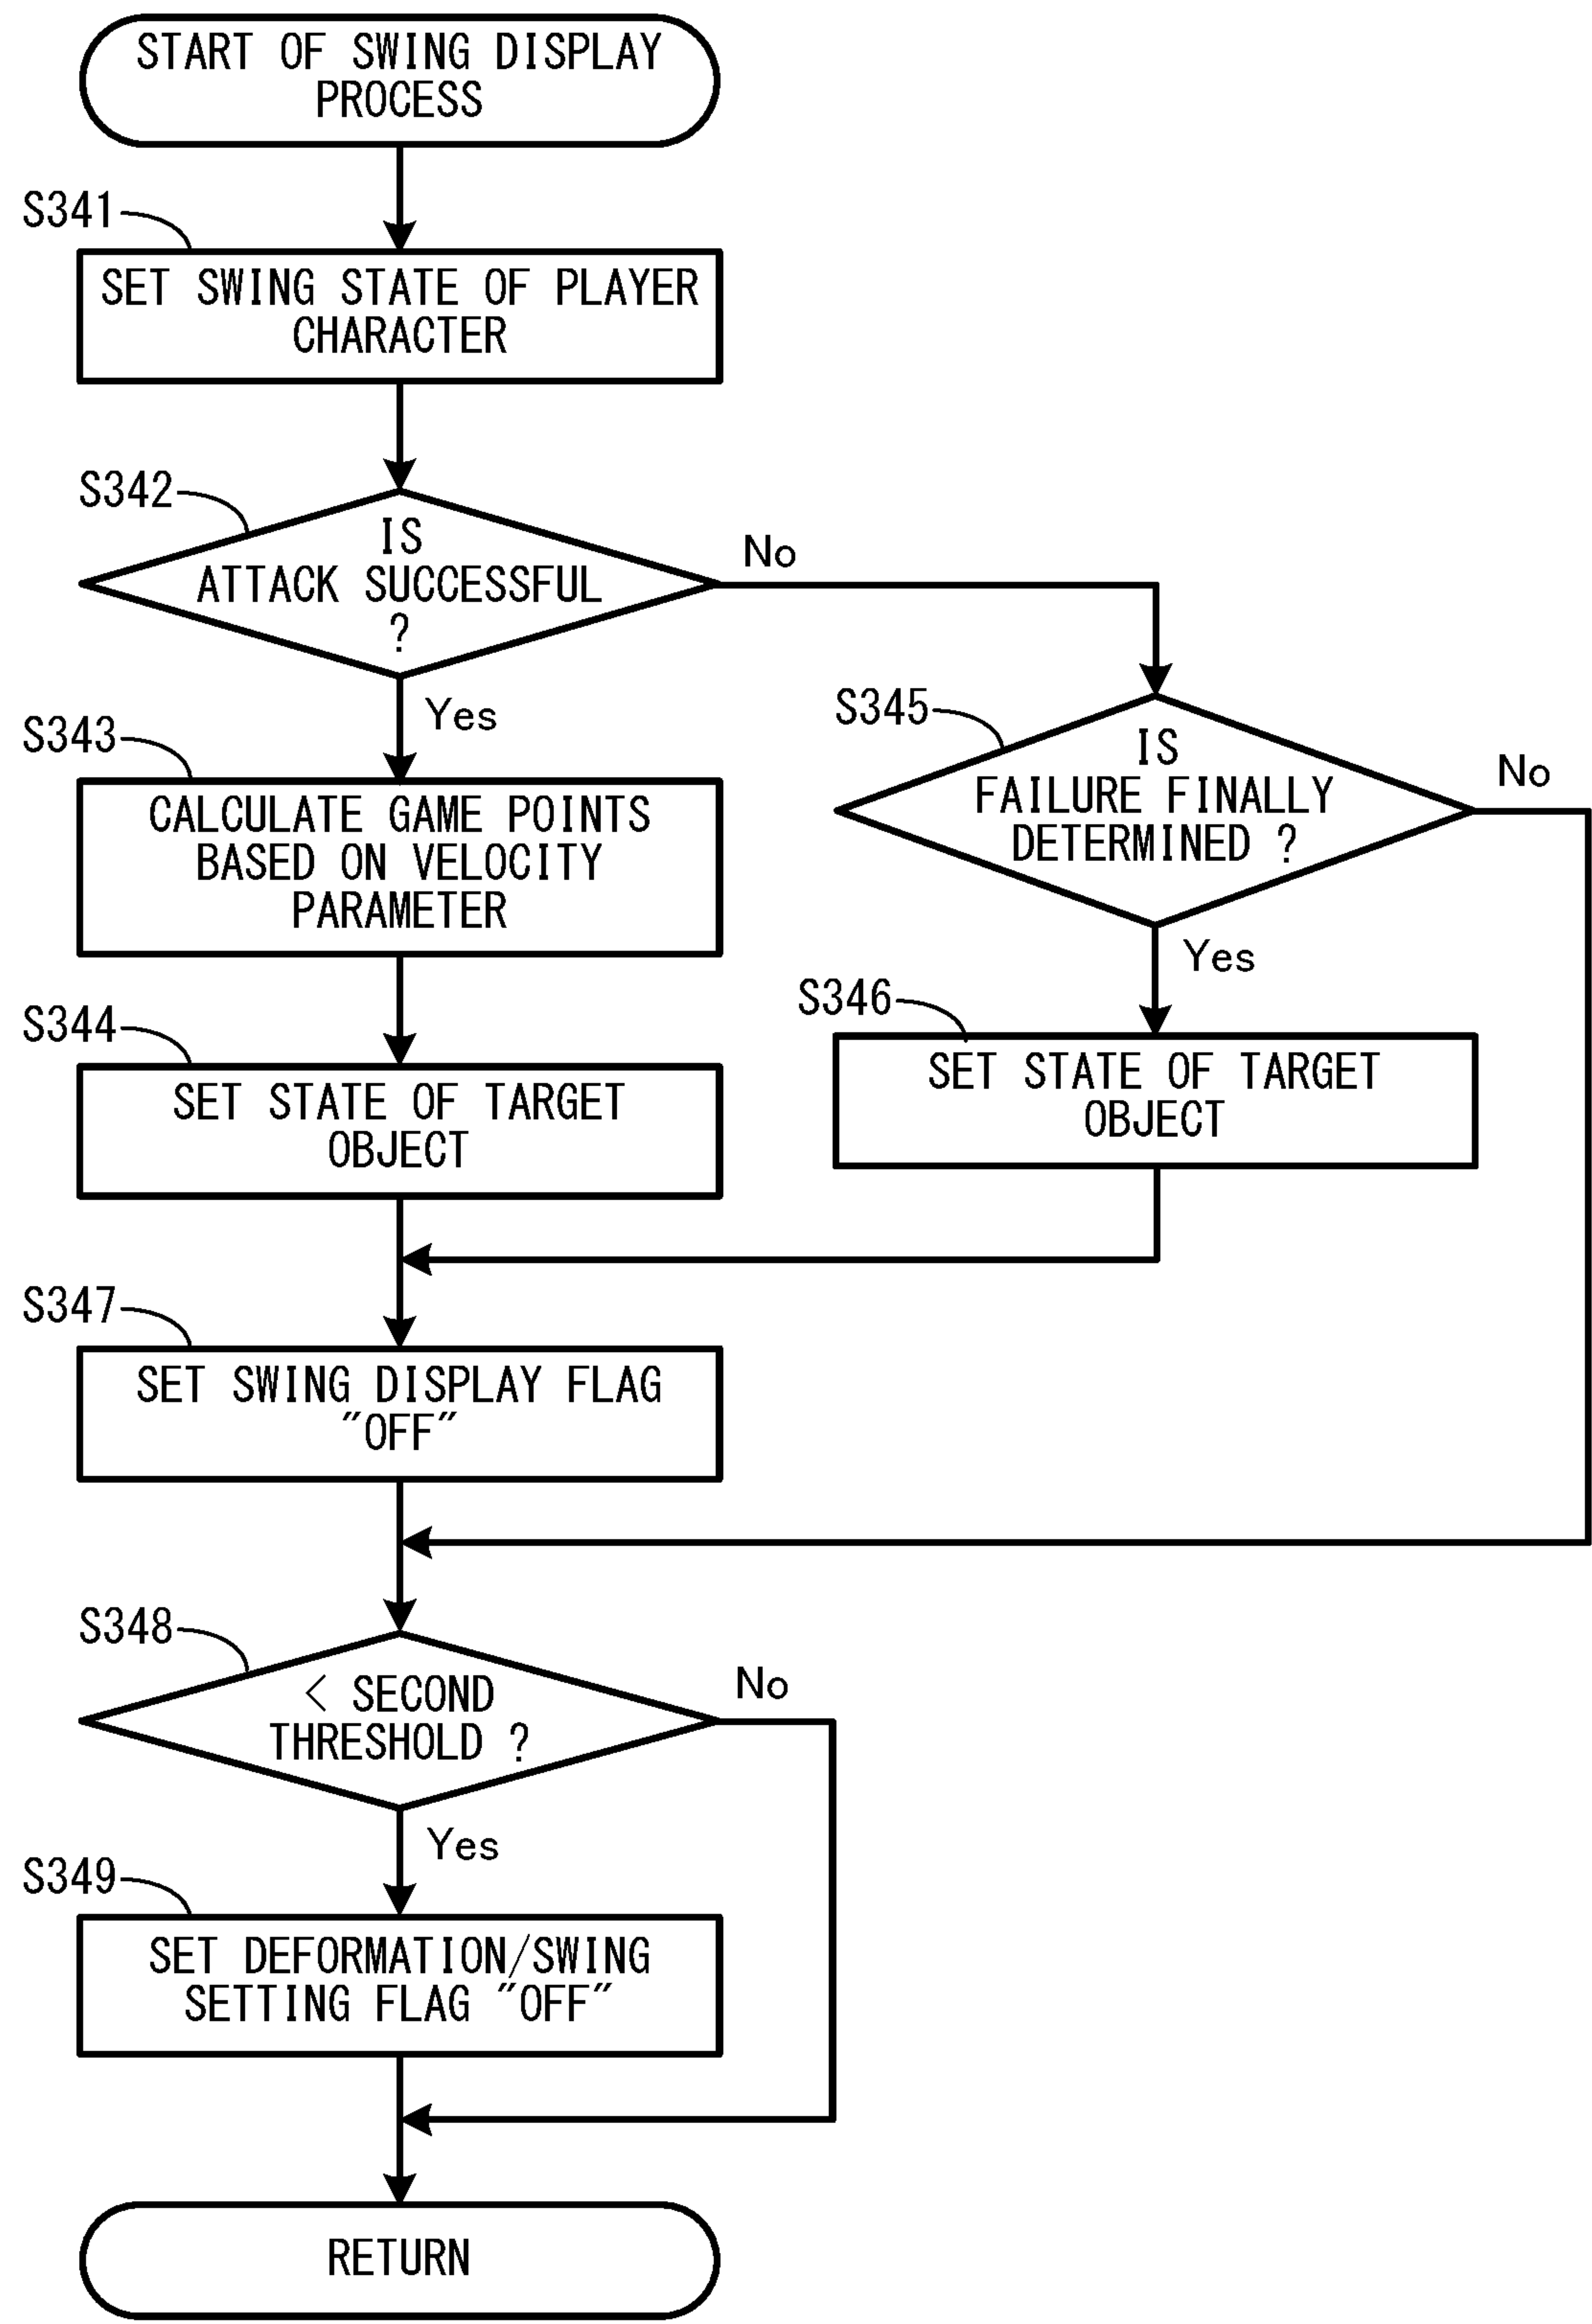 START OF SWING DISPLAY
PROCESS
S341
SET SWING STATE OF PLAYER
CHARACTER
S342
IS
ATTACK SUCCESSFUL
?
No
Yes
S343
CALCULATE GAME POINTS
BASED ON VELOCITY
PARAMETER
S345
IS
FAILURE FINALLY
DETERMINED ?
No
Yes
S344
SET STATE OF TARGET
OBJECT
S346
SET STATE OF TARGET
OBJECT
S347
SET SWING DISPLAY FLAG
"OFF"
S348
< SECOND
THRESHOLD ?
No
Yes
S349
SET DEFORMATION/SWING
SETTING FLAG "OFF"
RETURN